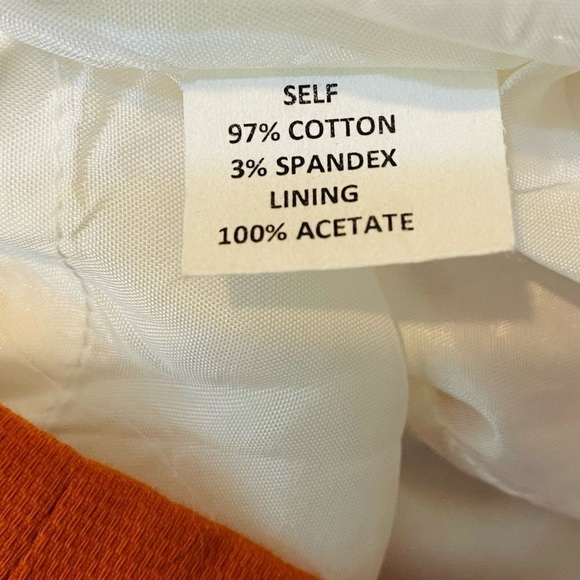 SELF
97% COTTON
3% SPANDEX
LINING
100% ACETATE